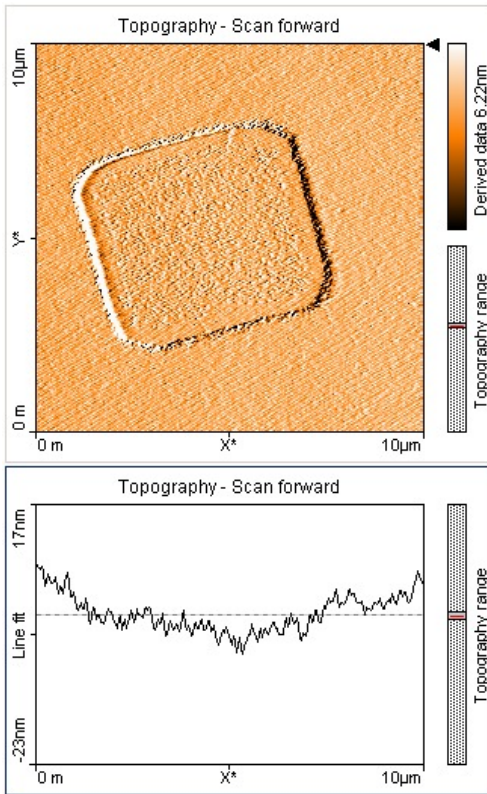 Topography - Scan forward
10µm
Y*
0 m
0 m
X*
10µm
Derived data 6.22nm
Topography range
Topography - Scan forward
17nm
Line fit
-23nm
0 m
X*
10µm
Topography range